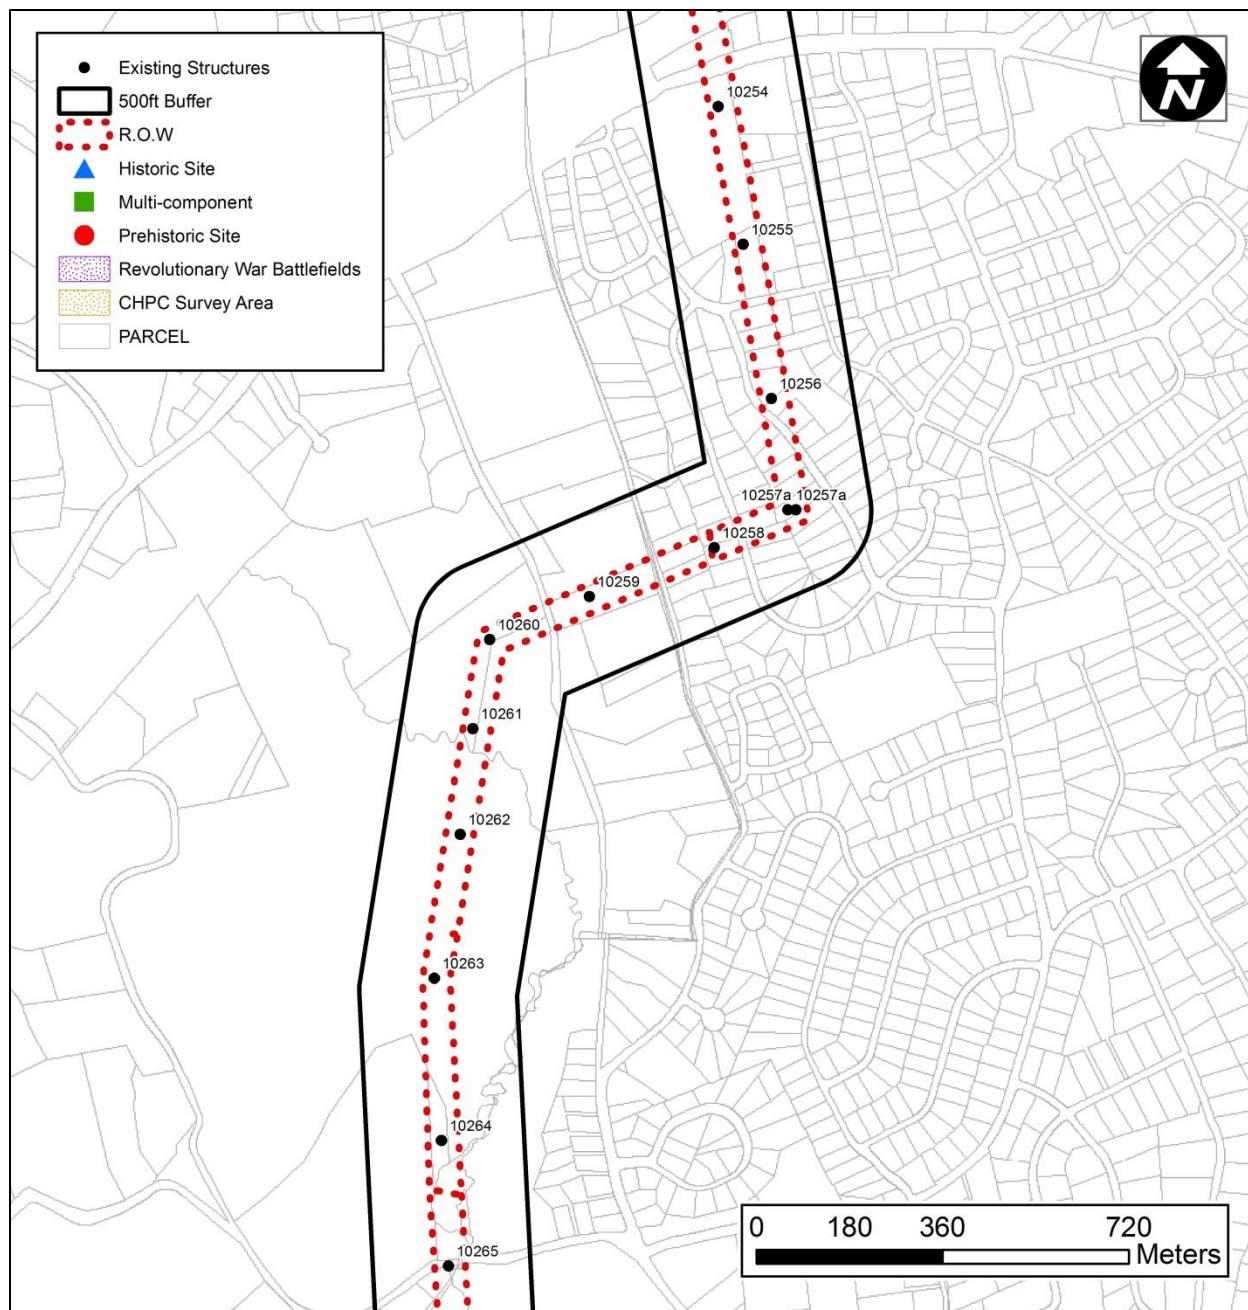 Existing Structures
500ft Buffer
R.O.W
Historic Site
Multi-component
Prehistoric Site
Revolutionary War Battlefields
CHPC Survey Area
PARCEL
N
10254
10255
10256
10257a 10257a
10258
10259
10260
10261
10262
10263
10264
10265
0 180 360 720
Meters